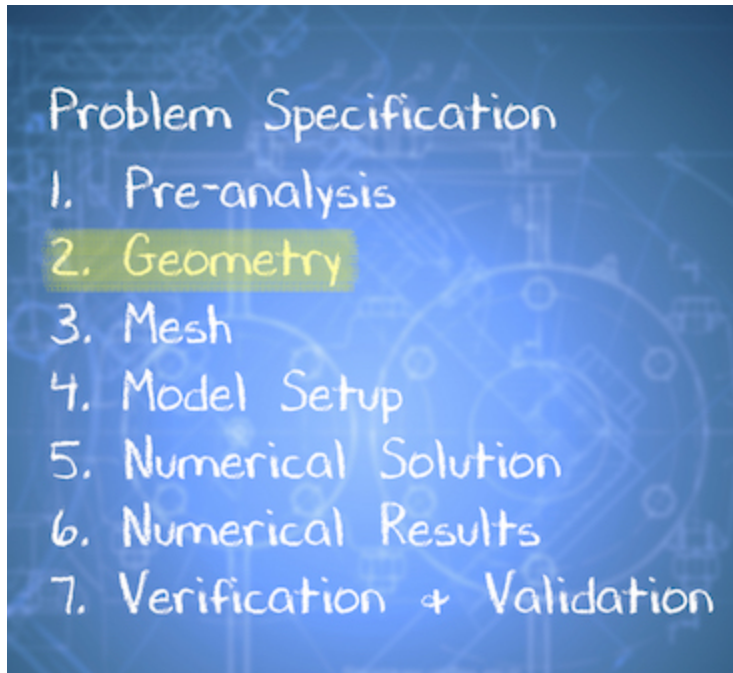 Problem Specification
1. Pre-analysis
2. Geometry
3. Mesh
4. Model Setup
5. Numerical Solution
6. Numerical Results
7. Verification & Validation